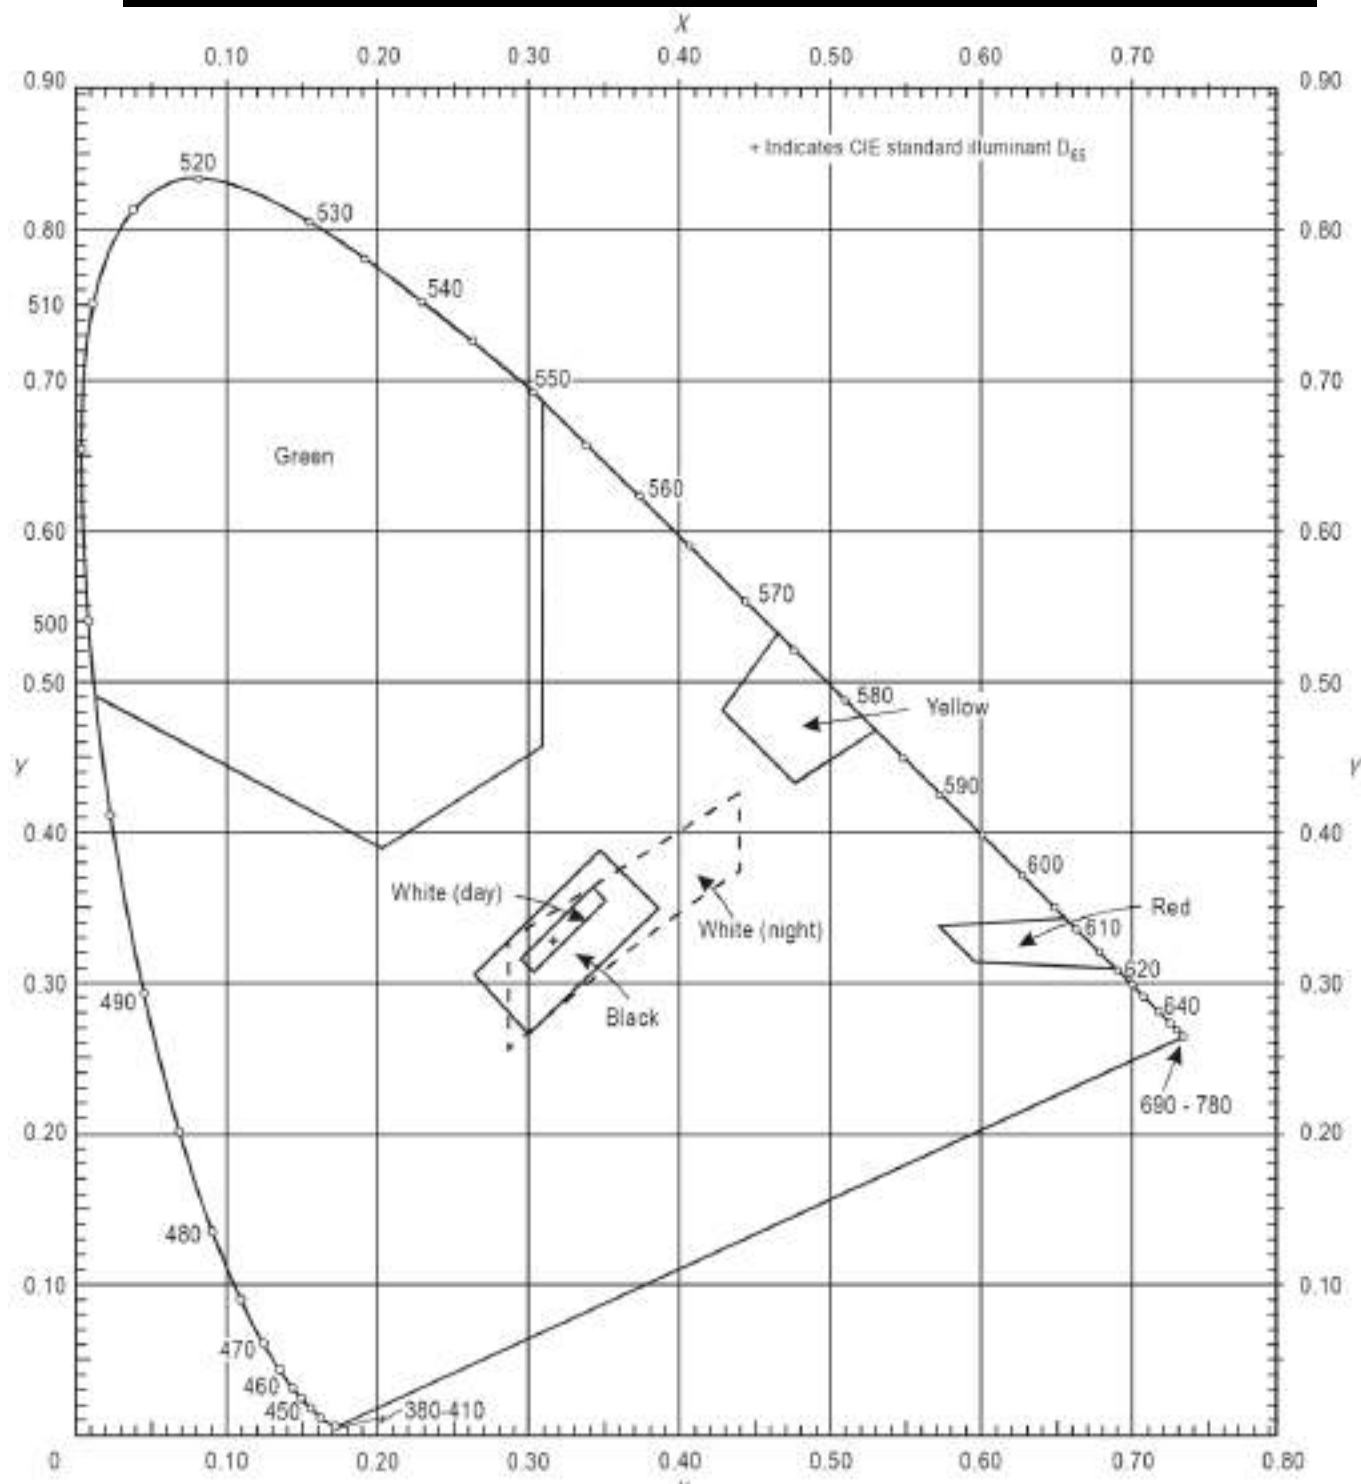 X
0.10 0.20 0.30 0.40 0.50 0.60 0.70
0.90 0.90
+ Indicates CIE standard illuminant D65
520
530
0.80 0.80
540
510
550
0.70 0.70
Green
560
0.60 0.60
570
500
0.50 0.50
580
Yellow
Y Y
590
0.40 0.40
600
White (day)
Red
White (night)
610
620
0.30 0.30
490
640
Black
690 - 780
0.20 0.20
480
0.10 0.10
470
460
450
380-410
0 0.10 0.20 0.30 0.40 0.50 0.60 0.70 0.80